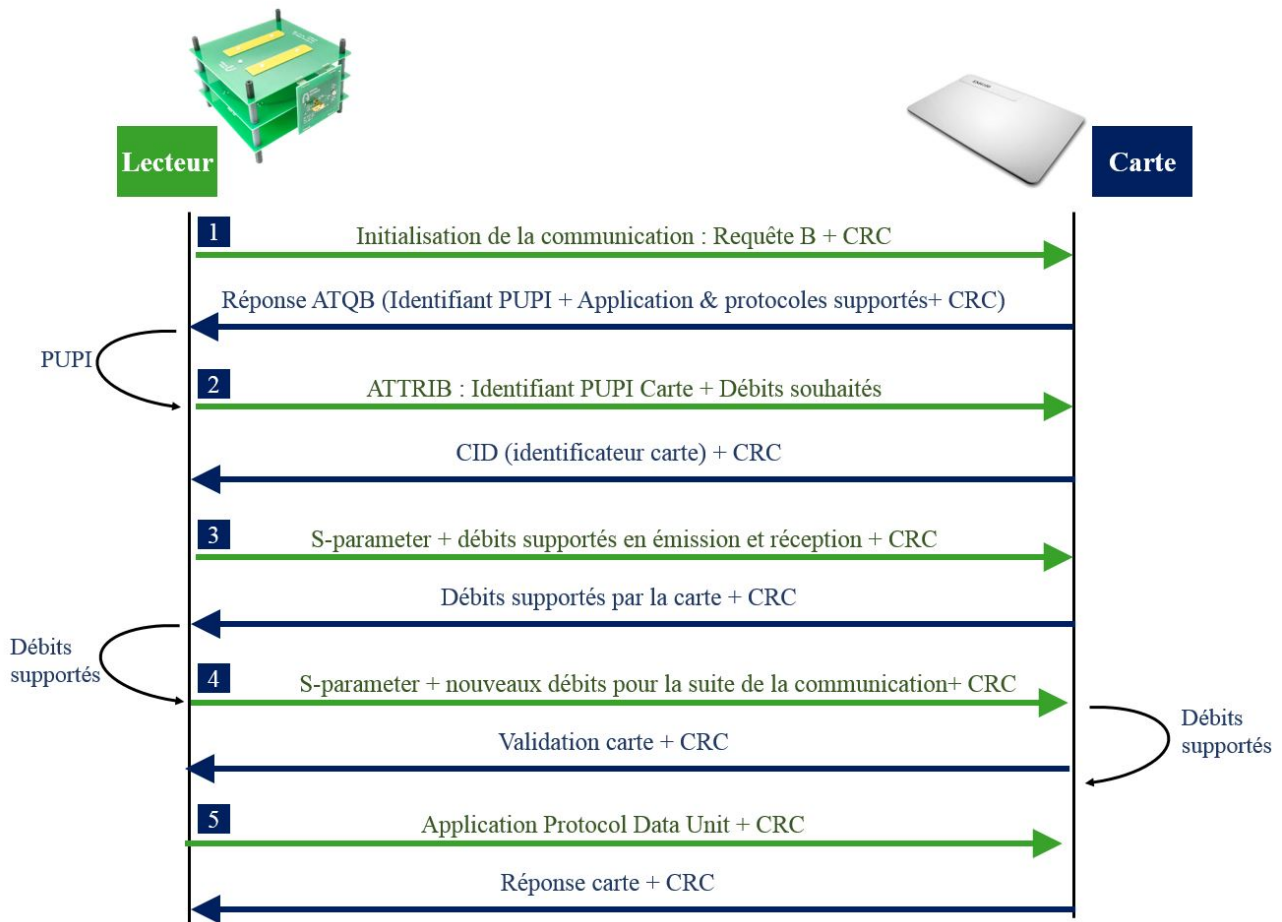 Lecteur
Carte
1
Initialisation de la communication : Requête B + CRC
Réponse ATQB (Identifiant PUPI + Application & protocoles supportés+ CRC)
PUPI
2
ATTRIB : Identifiant PUPI Carte + Débits souhaités
CID (identificateur carte) + CRC
3
S-parameter + débits supportés en émission et réception + CRC
Débits supportés par la carte + CRC
Débits
supportés
4
S-parameter + nouveaux débits pour la suite de la communication+ CRC
Débits
supportés
Validation carte + CRC
5
Application Protocol Data Unit + CRC
Réponse carte + CRC